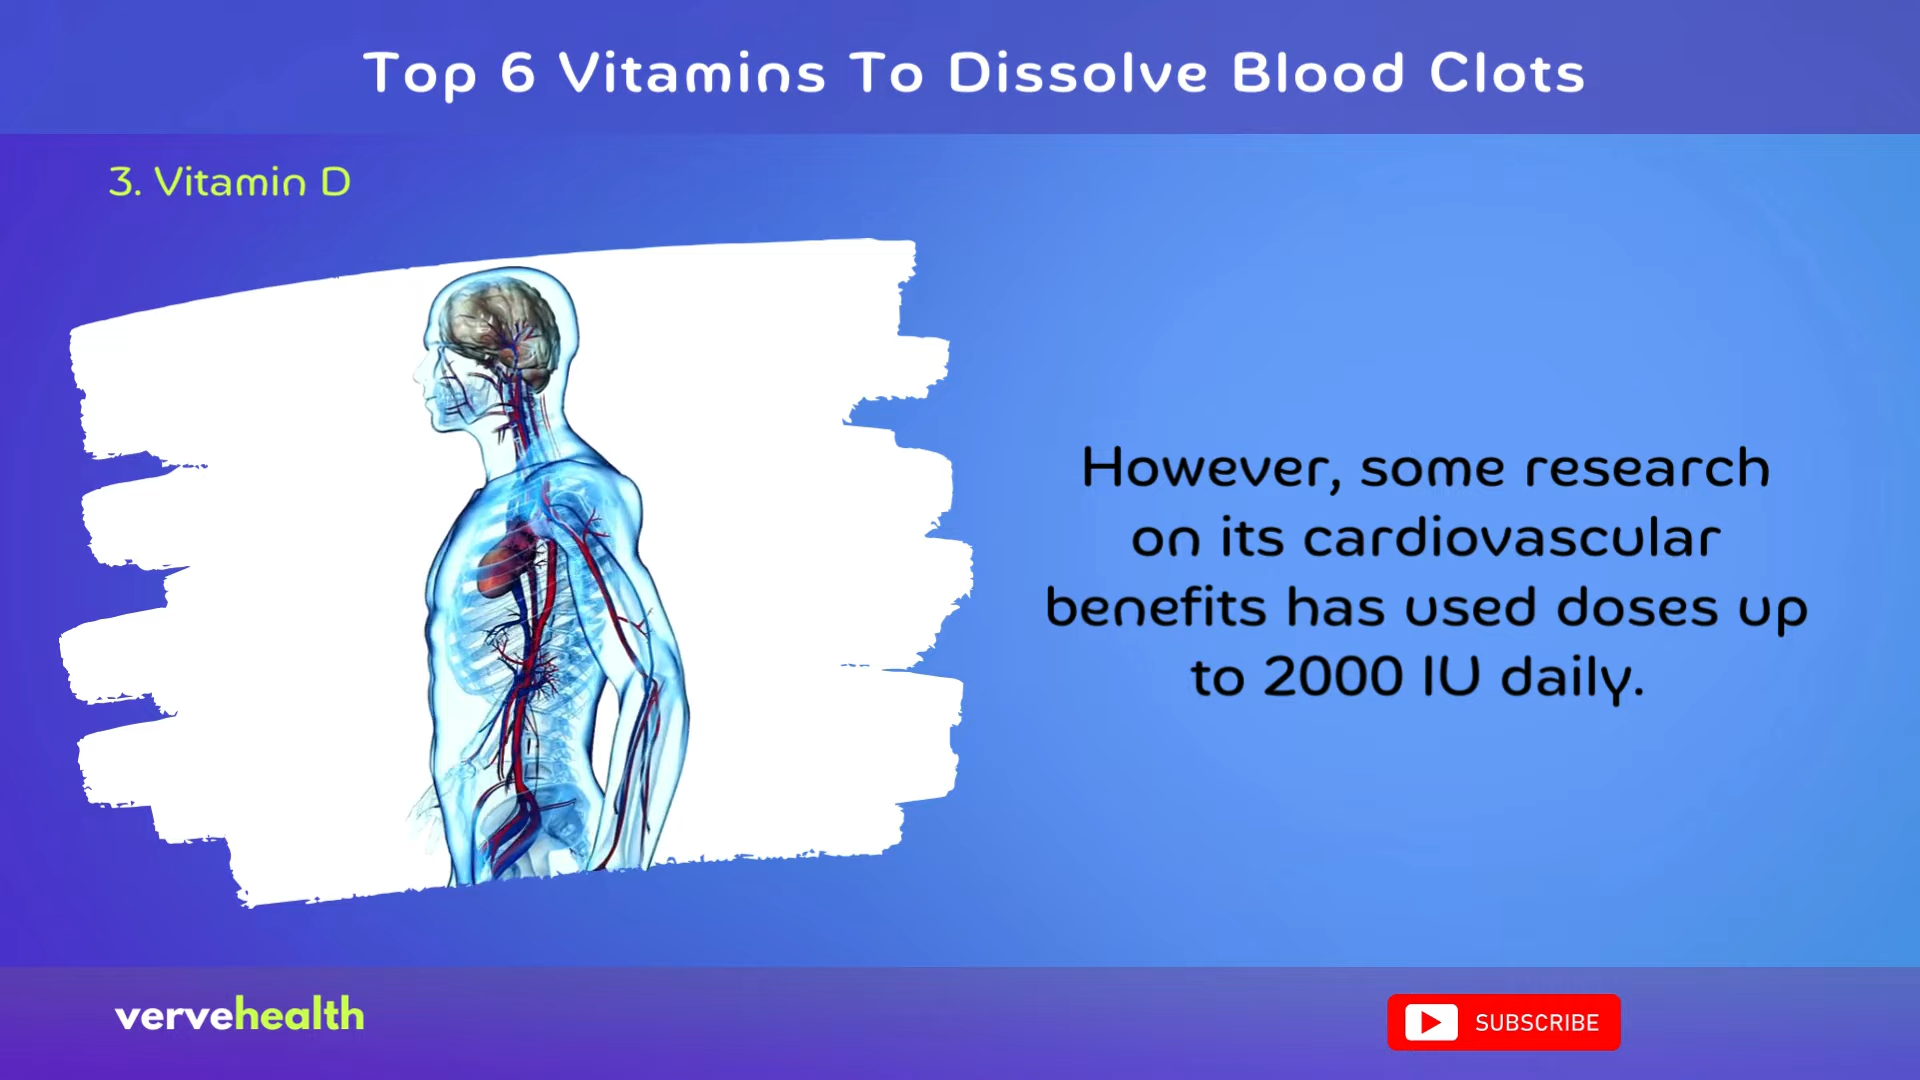 Top 6 Vitamins To Dissolve Blood Clots
3. Vitamin D
However, some research
on its cardiovascular
benefits has used doses up
to 2000 IU daily.
vervehealth
SUBSCRIBE